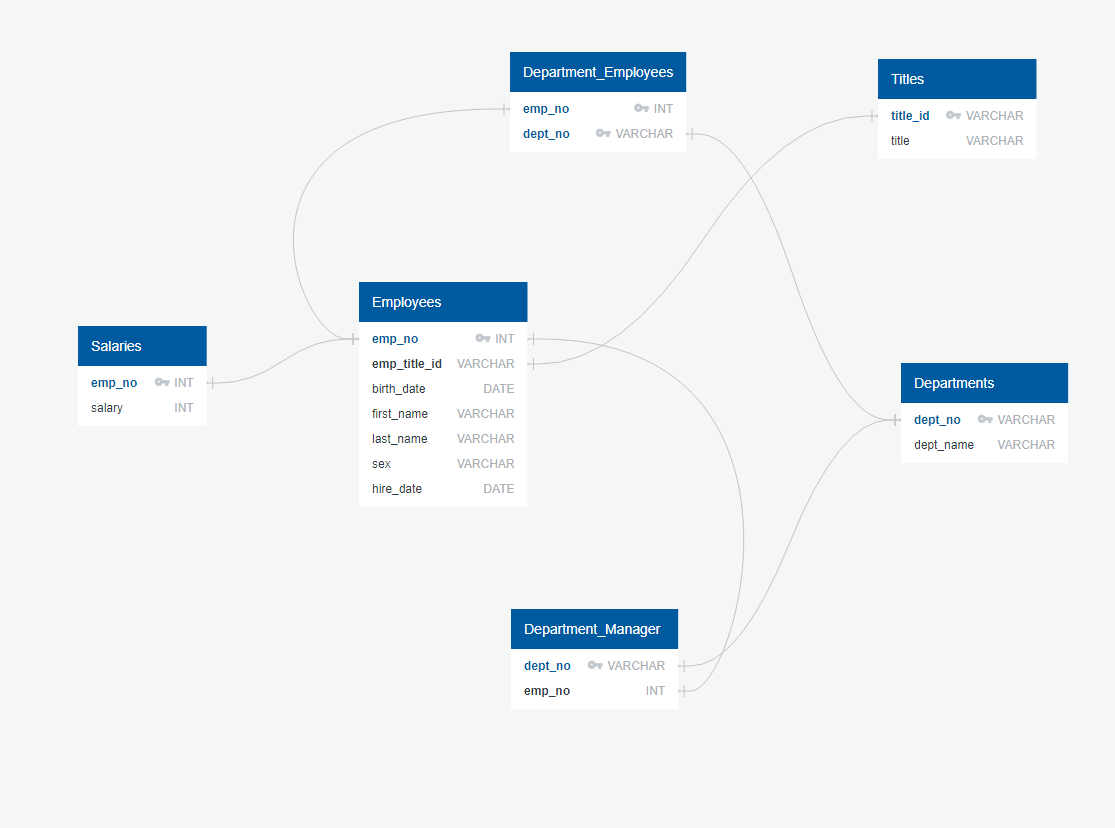 Department_Employees
emp_no INT
dept_no VARCHAR
Titles
title_id VARCHAR
title VARCHAR
Employees
emp_no INT
emp_title_id VARCHAR
birth_date DATE
first_name VARCHAR
last_name VARCHAR
sex VARCHAR
hire_date DATE
Salaries
emp_no INT
salary INT
Departments
dept_no VARCHAR
dept_name VARCHAR
Department_Manager
dept_no VARCHAR
emp_no INT